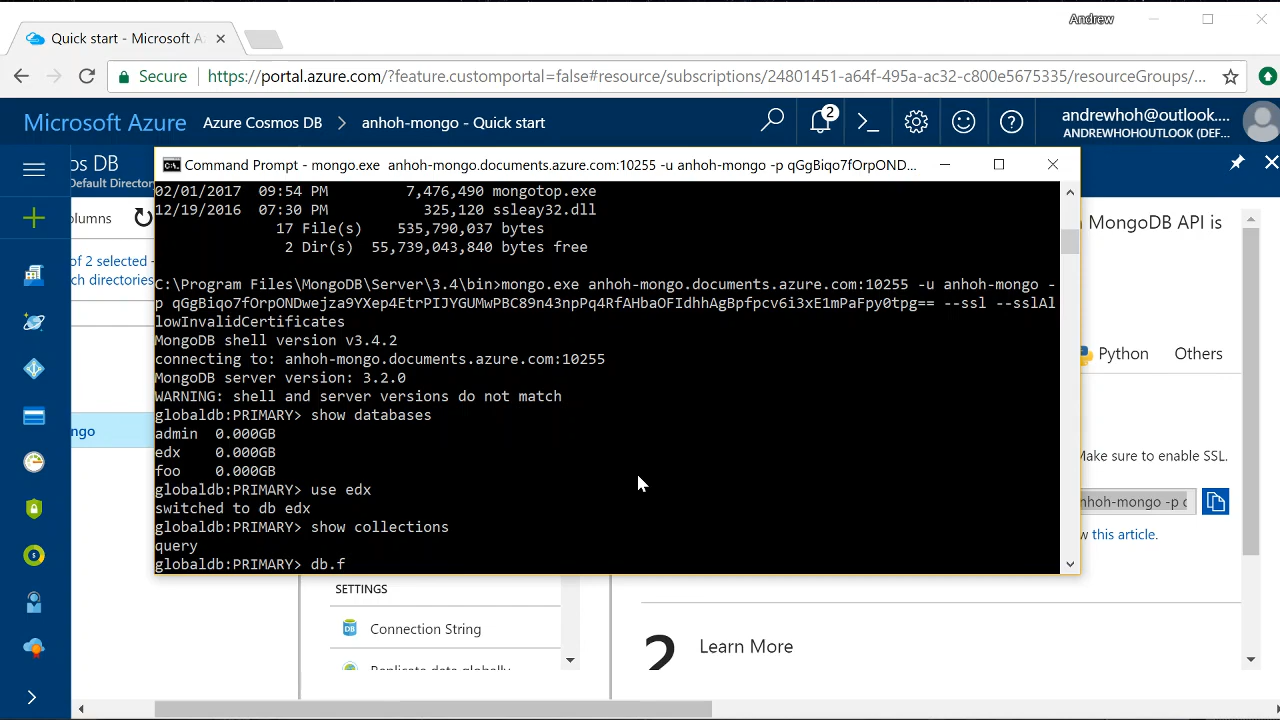 Andrew
Quick start - Microsoft A
Secure
https://portal.azure.com/?feature.customportal=false#resource/subscriptions/24801451-a64f-495a-ac32-c800e5675335/resourceGroups/...
Microsoft Azure
Azure Cosmos DB > anhoh-mongo - Quick start
2
andrewhoh@outlook....
ANDREWHOHOUTLOOK (DEF...
os DB
Default Directory
olumns
of 2 selected -
ch directories
ngo
Command Prompt - mongo.exe anhoh-mongo.documents.azure.com:10255 -u anhoh-mongo -p qGgBiqo7fOrpOND...
02/01/2017 09:54 PM 7,476,490 mongotop.exe
12/19/2016 07:30 PM 325,120 ssleay32.dll
17 File(s) 535,790,037 bytes
2 Dir(s) 55,739,043,840 bytes free
C:\Program Files\MongoDB\Server\3.4\bin>mongo.exe anhoh-mongo.documents.azure.com:10255 -u anhoh-mongo -
p qGgBiqo7fOrpONDwejza9YXep4EtrPIJYGUMwPBC89n43npPq4RfAHbaOFIdhhAgBpfpcv6i3xE1mPaFpy0tpg== --ssl --sslAl
lowInvalidCertificates
MongoDB shell version v3.4.2
connecting to: anhoh-mongo.documents.azure.com:10255
MongoDB server version: 3.2.0
WARNING: shell and server versions do not match
globaldb:PRIMARY> show databases
admin 0.000GB
edx 0.000GB
foo 0.000GB
globaldb:PRIMARY> use edx
switched to db edx
globaldb:PRIMARY> show collections
query
globaldb:PRIMARY> db.f
MongoDB API is
Python
Others
Make sure to enable SSL.
nhoh-mongo -p
this article.
SETTINGS
Connection String
Replicate data globally
2
Learn More